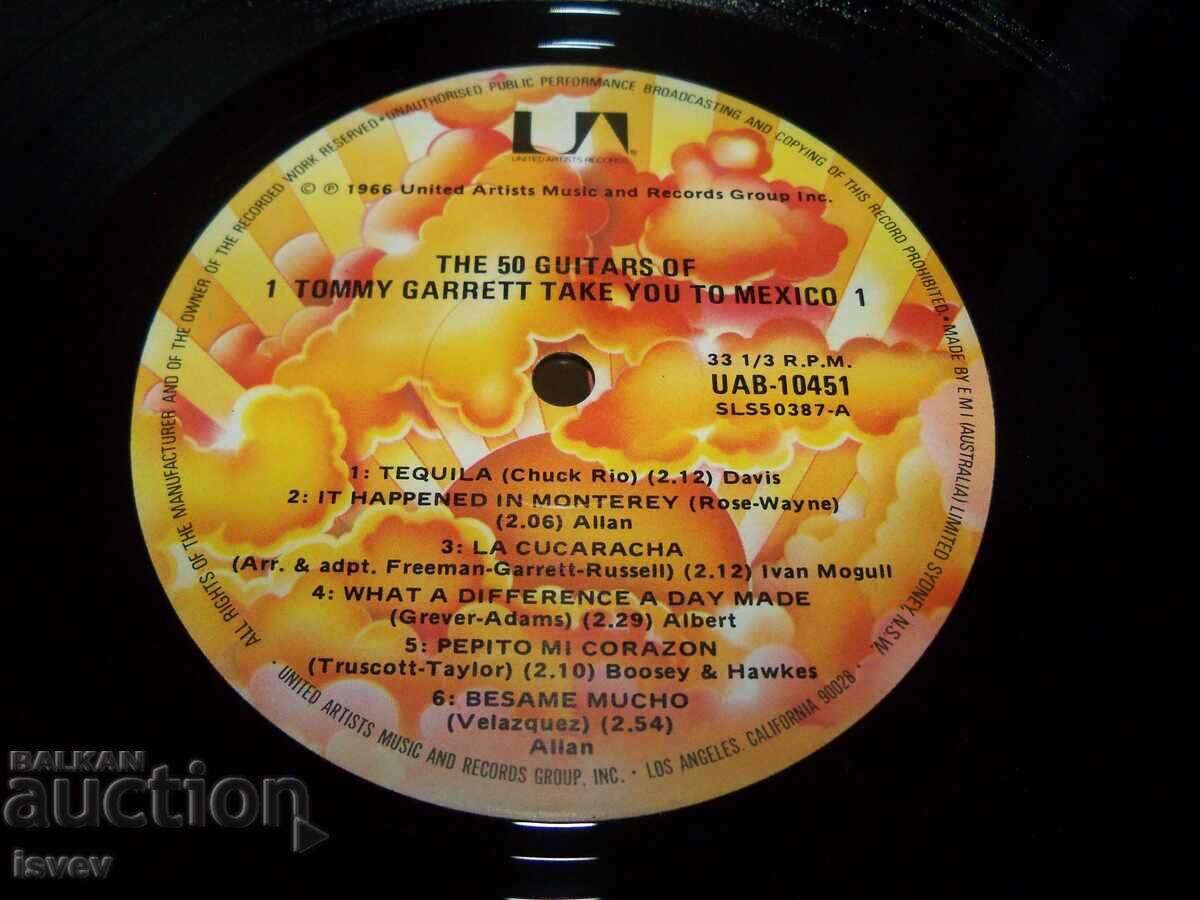 ALL RIGHTS OF THE MANUFACTURER AND OF THE OWNER OF THE RECORDED WORK RESERVED • UNAUTHORISED PUBLIC PERFORMANCE BROADCASTING AND COPYING OF THIS RECORD PROHIBITED. • MADE BY E M I (AUSTRALIA) LIMITED SYDNEY, N.S.W. •
UA®
UNITED ARTISTS RECORDS
© ℗ 1966 United Artists Music and Records Group Inc.
THE 50 GUITARS OF
1 TOMMY GARRETT TAKE YOU TO MEXICO 1
33 1/3 R.P.M.
UAB-10451
SLS50387-A
1: TEQUILA (Chuck Rio) (2.12) Davis
2: IT HAPPENED IN MONTEREY (Rose-Wayne)
(2.06) Allan
3: LA CUCARACHA
(Arr. & adpt. Freeman-Garrett-Russell) (2.12) Ivan Mogull
4: WHAT A DIFFERENCE A DAY MADE
(Grever-Adams) (2.29) Albert
5: PEPITO MI CORAZON
(Truscott-Taylor) (2.10) Boosey & Hawkes
6: BESAME MUCHO
(Velazquez) (2.54)
Allan
• UNITED ARTISTS MUSIC AND RECORDS GROUP, INC. • LOS ANGELES, CALIFORNIA 90028 •
BALKAN
auction
isvev